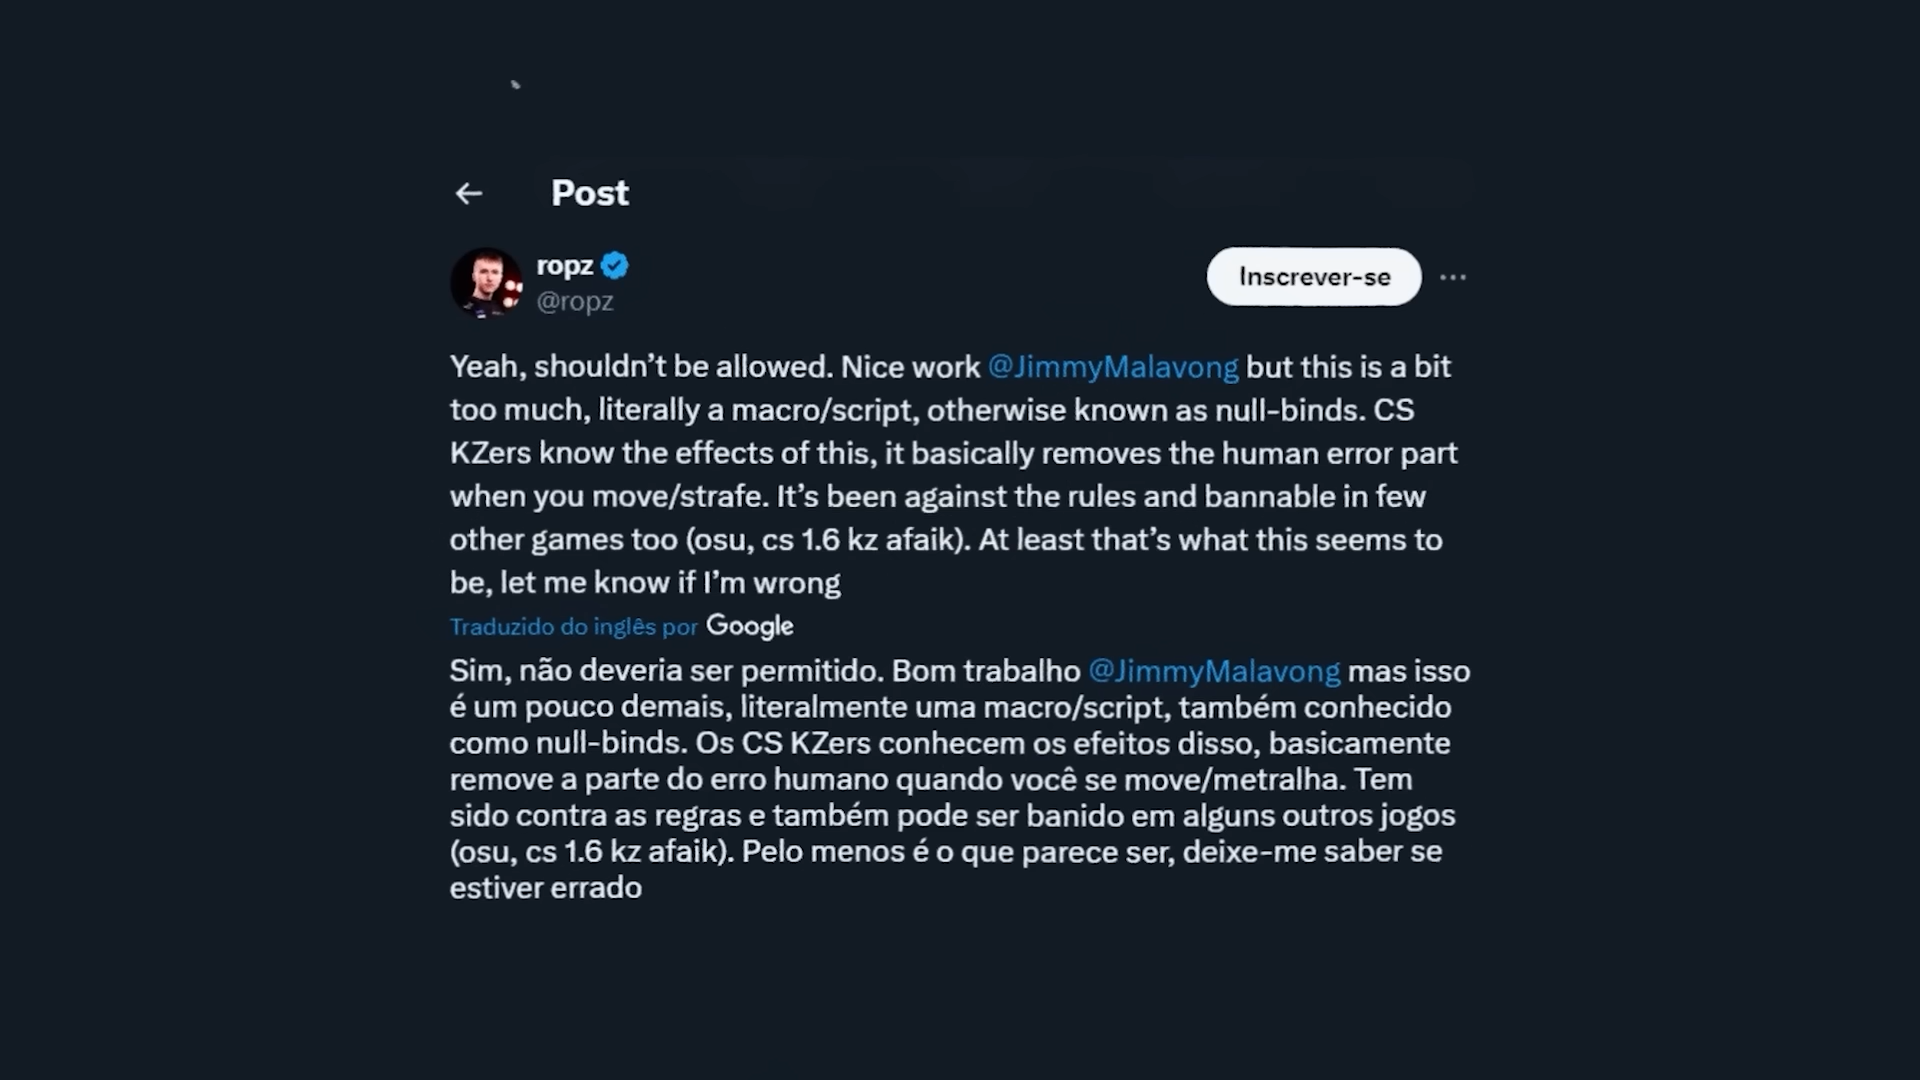 Post
ropz
@ropz
Inscrever-se
Yeah, shouldn’t be allowed. Nice work @JimmyMalavong but this is a bit
too much, literally a macro/script, otherwise known as null-binds. CS
KZers know the effects of this, it basically removes the human error part
when you move/strafe. It’s been against the rules and bannable in few
other games too (osu, cs 1.6 kz afaik). At least that’s what this seems to
be, let me know if I’m wrong
Traduzido do inglês por Google
Sim, não deveria ser permitido. Bom trabalho @JimmyMalavong mas isso
é um pouco demais, literalmente uma macro/script, também conhecido
como null-binds. Os CS KZers conhecem os efeitos disso, basicamente
remove a parte do erro humano quando você se move/metralha. Tem
sido contra as regras e também pode ser banido em alguns outros jogos
(osu, cs 1.6 kz afaik). Pelo menos é o que parece ser, deixe-me saber se
estiver errado